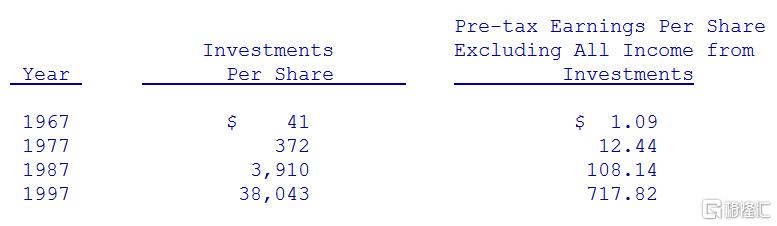 Pre-tax Earnings Per Share
Investments Excluding All Income from
Year Per Share Investments
1967 $ 41 $ 1.09
1977 372 12.44
1987 3,910 108.14
1997 38,043 717.82
格隆汇